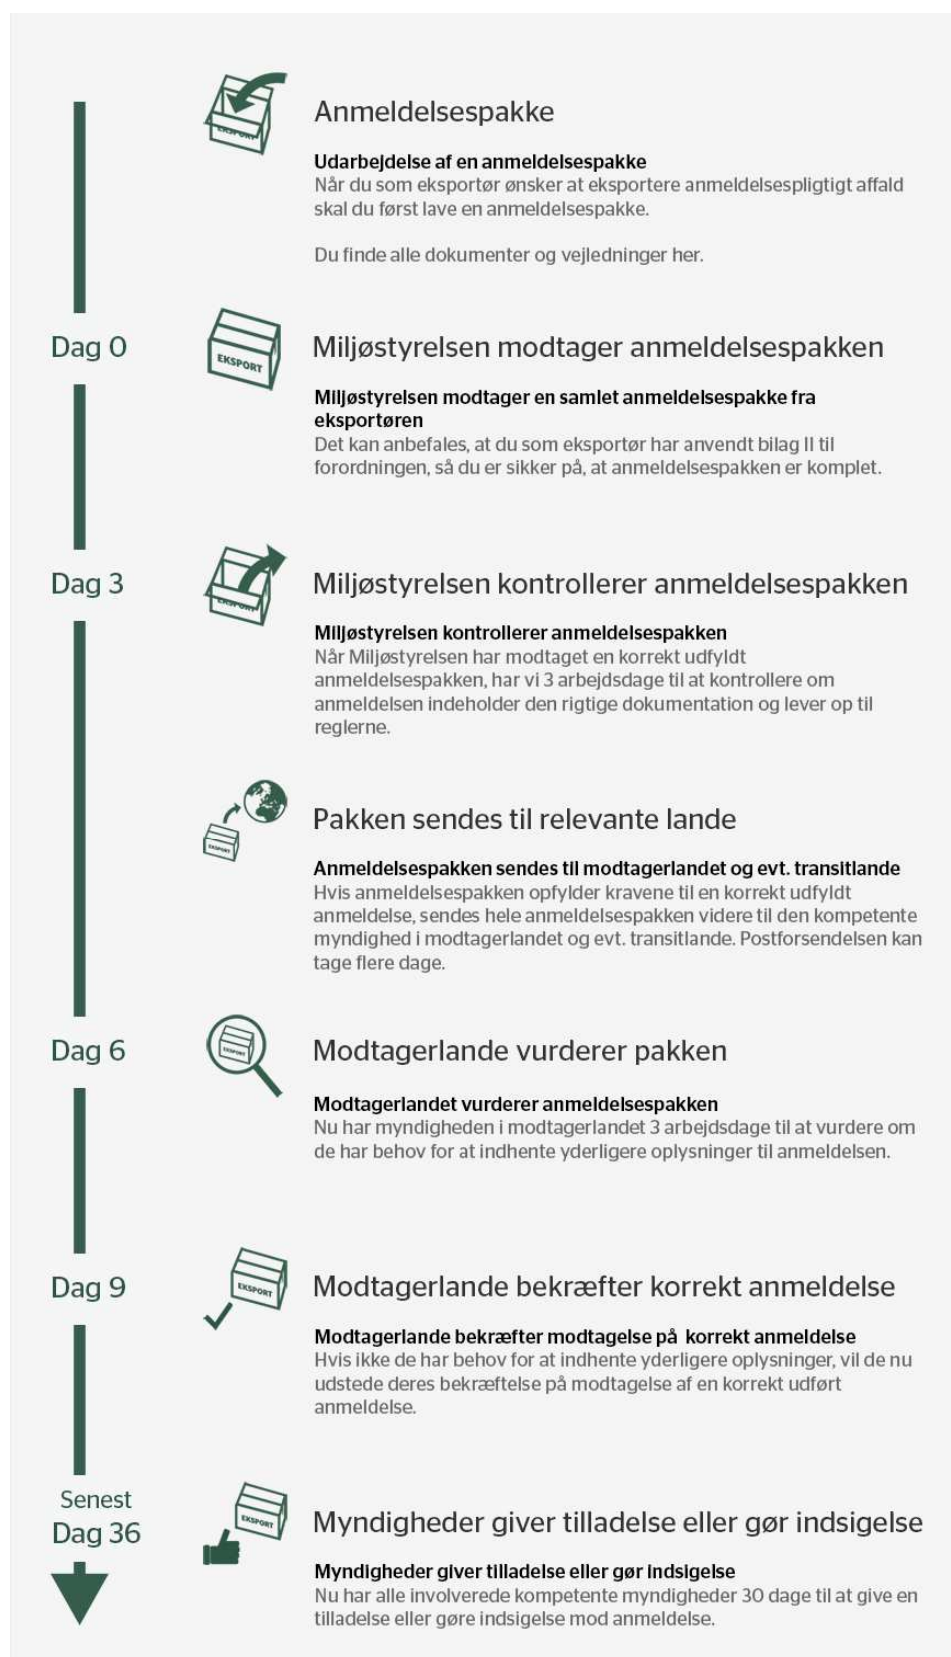 EKSPORT
Anmeldelsespakke
Udarbejdelse af en anmeldelsespakke
Når du som eksportør ønsker at eksportere anmeldelsespligtigt affald
skal du først lave en anmeldelsespakke.
Du finde alle dokumenter og vejledninger her.
Dag 0
EKSPORT
Miljøstyrelsen modtager anmeldelsespakken
Miljøstyrelsen modtager en samlet anmeldelsespakke fra
eksportøren
Det kan anbefales, at du som eksportør har anvendt bilag II til
forordningen, så du er sikker på, at anmeldelsespakken er komplet.
Dag 3
EKSPORT
Miljøstyrelsen kontrollerer anmeldelsespakken
Miljøstyrelsen kontrollerer anmeldelsespakken
Når Miljøstyrelsen har modtaget en korrekt udfyldt
anmeldelsespakken, har vi 3 arbejdsdage til at kontrollere om
anmeldelsen indeholder den rigtige dokumentation og lever op til
reglerne.
EKSPORT
Pakken sendes til relevante lande
Anmeldelsespakken sendes til modtagerlandet og evt. transitlande
Hvis anmeldelsespakken opfylder kravene til en korrekt udfyldt
anmeldelse, sendes hele anmeldelsespakken videre til den kompetente
myndighed i modtagerlandet og evt. transitlande. Postforsendelsen kan
tage flere dage.
Dag 6
EKSPORT
Modtagerlande vurderer pakken
Modtagerlandet vurderer anmeldelsespakken
Nu har myndigheden i modtagerlandet 3 arbejdsdage til at vurdere om
de har behov for at indhente yderligere oplysninger til anmeldelsen.
Dag 9
EKSPORT
Modtagerlande bekræfter korrekt anmeldelse
Modtagerlande bekræfter modtagelse på korrekt anmeldelse
Hvis ikke de har behov for at indhente yderligere oplysninger, vil de nu
udstede deres bekræftelse på modtagelse af en korrekt udført
anmeldelse.
Senest
Dag 36
EKSPORT
Myndigheder giver tilladelse eller gør indsigelse
Myndigheder giver tilladelse eller gør indsigelse
Nu har alle involverede kompetente myndigheder 30 dage til at give en
tilladelse eller gøre indsigelse mod anmeldelse.